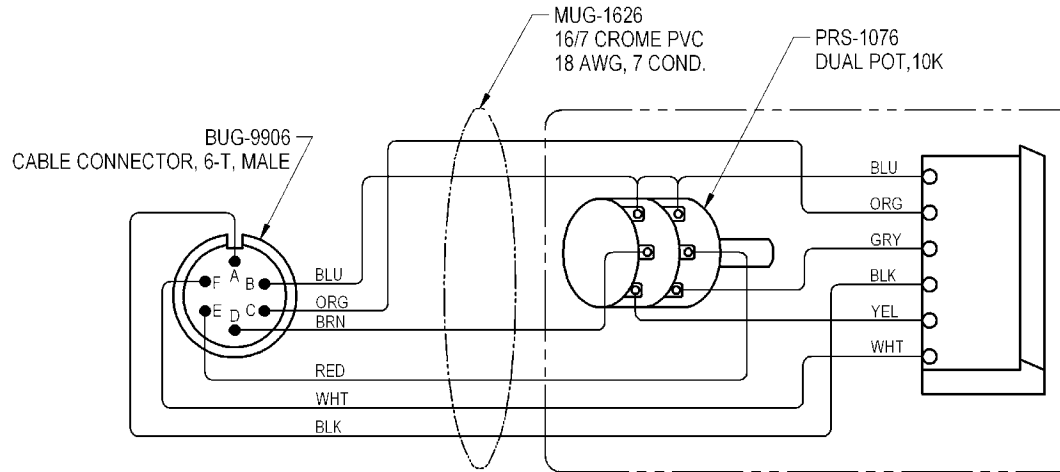 MUG-1626
16/7 CROME PVC
18 AWG, 7 COND.
PRS-1076
DUAL POT,10K
BUG-9906
CABLE CONNECTOR, 6-T, MALE
BLU
ORG
GRY
BLK
YEL
WHT
A
B
C
D
E
F
BLU
ORG
BRN
RED
WHT
BLK